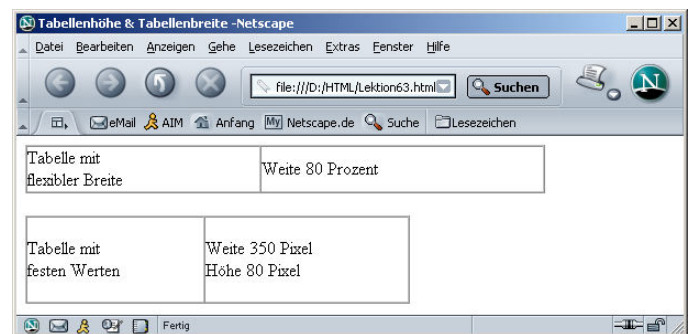 Tabellenhöhe & Tabellenbreite -Netscape
Datei Bearbeiten Anzeigen Gehe Lesezeichen Extras Fenster Hilfe
file:///D:/HTML/Lektion63.html Suchen N
eMail AIM Anfang My Netscape.de Suche Lesezeichen
Tabelle mit
flexibler Breite
Weite 80 Prozent
Tabelle mit
festen Werten
Weite 350 Pixel
Höhe 80 Pixel
Fertig